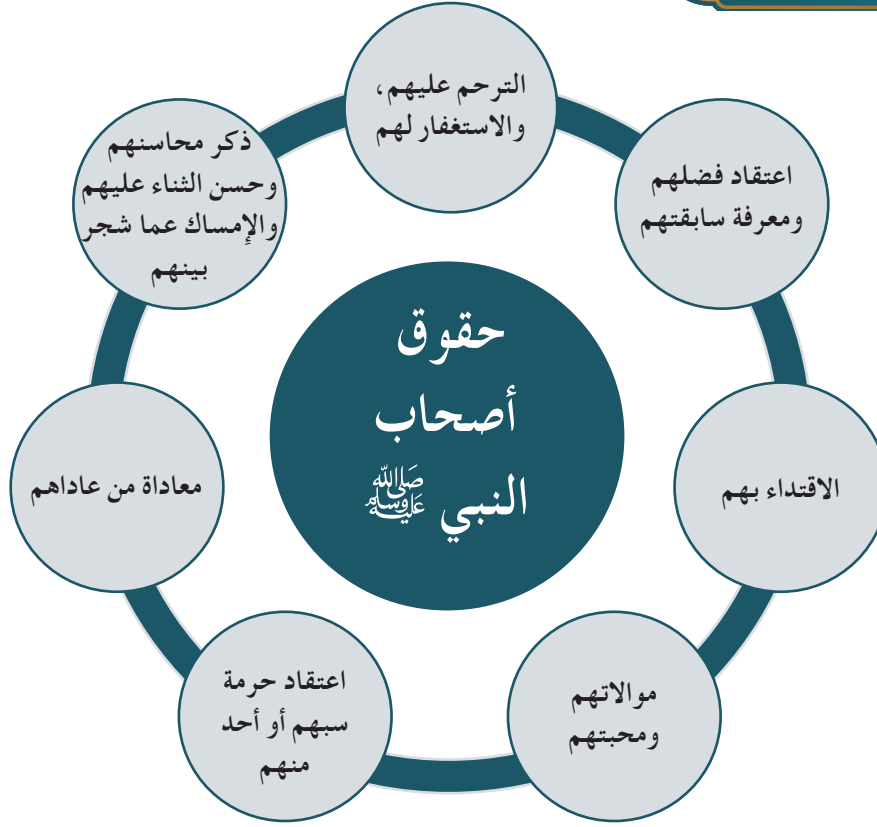 حقوق
أصحاب
النبي ﷺ
الترحم عليهم،
والاستغفار لهم
اعتقاد فضلهم
ومعرفة سابقتهم
الاقتداء بهم
موالاتهم
ومحبتهم
اعتقاد حرمة
سبهم أو أحد
منهم
معاداة من عاداهم
ذكر محاسنهم
وحسن الثناء عليهم
والإمساك عما شجر
بينهم